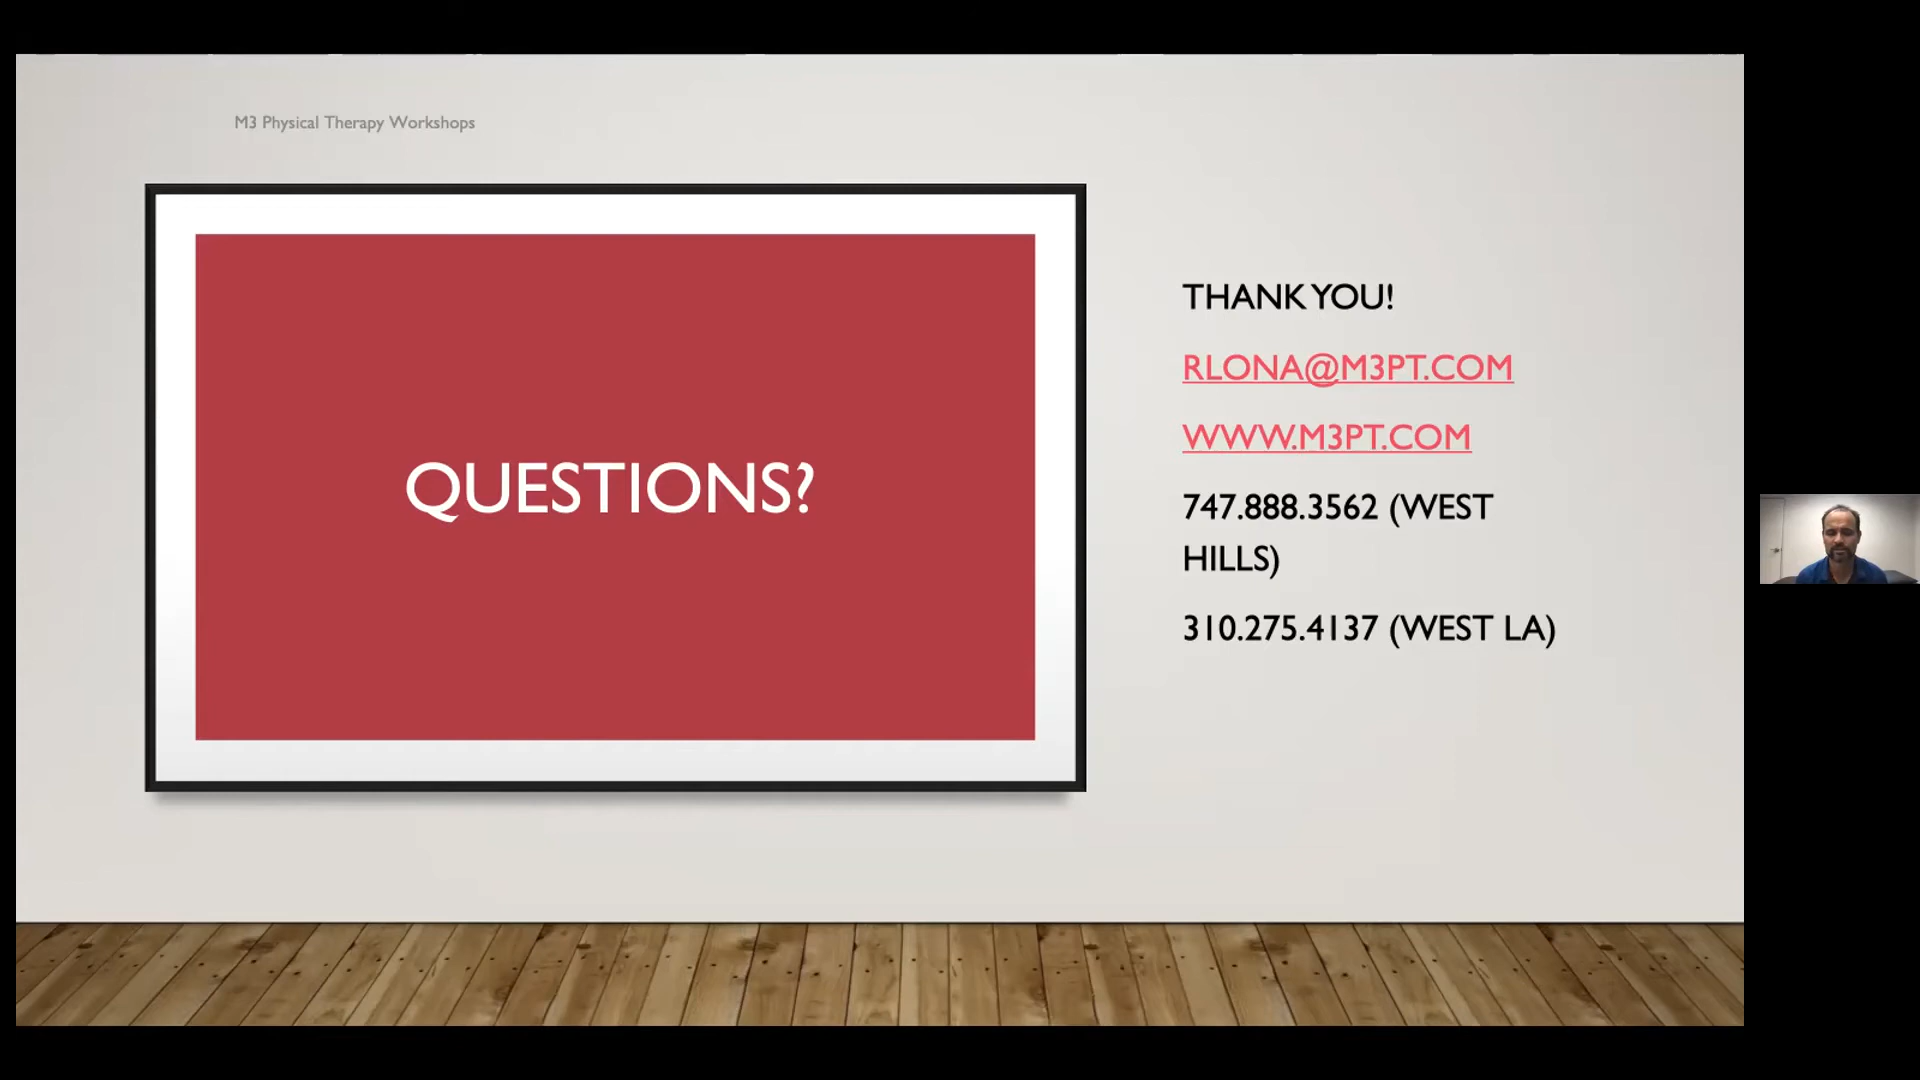 M3 Physical Therapy Workshops
QUESTIONS?
THANK YOU!
RLONA@M3PT.COM
WWW.M3PT.COM
747.888.3562 (WEST
HILLS)
310.275.4137 (WEST LA)